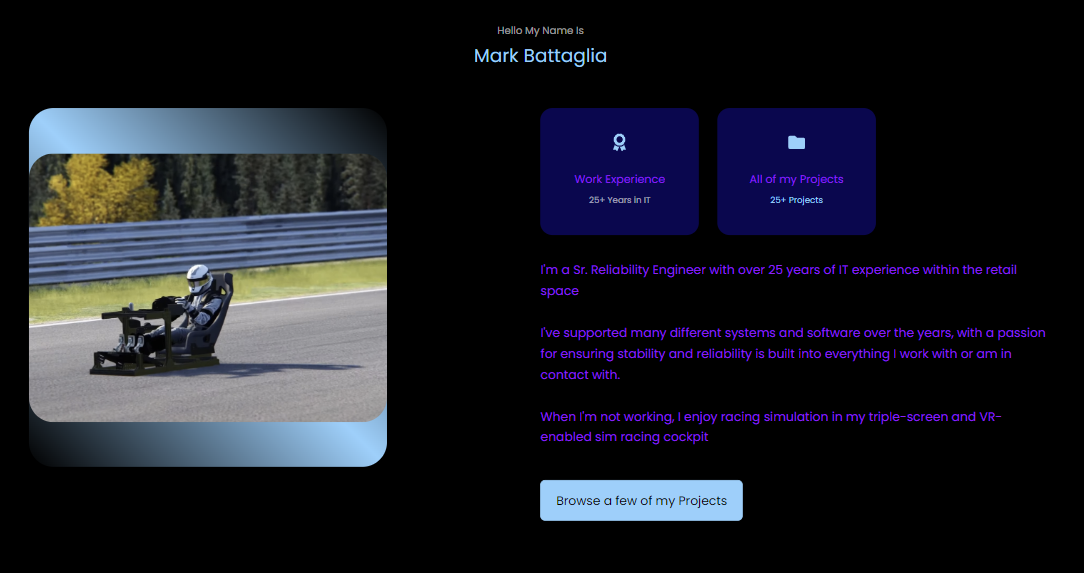 Hello My Name Is
Mark Battaglia
Work Experience
25+ Years in IT
All of my Projects
25+ Projects
I'm a Sr. Reliability Engineer with over 25 years of IT experience within the retail
space
I've supported many different systems and software over the years, with a passion
for ensuring stability and reliability is built into everything I work with or am in
contact with.
When I'm not working, I enjoy racing simulation in my triple-screen and VR-
enabled sim racing cockpit
Browse a few of my Projects